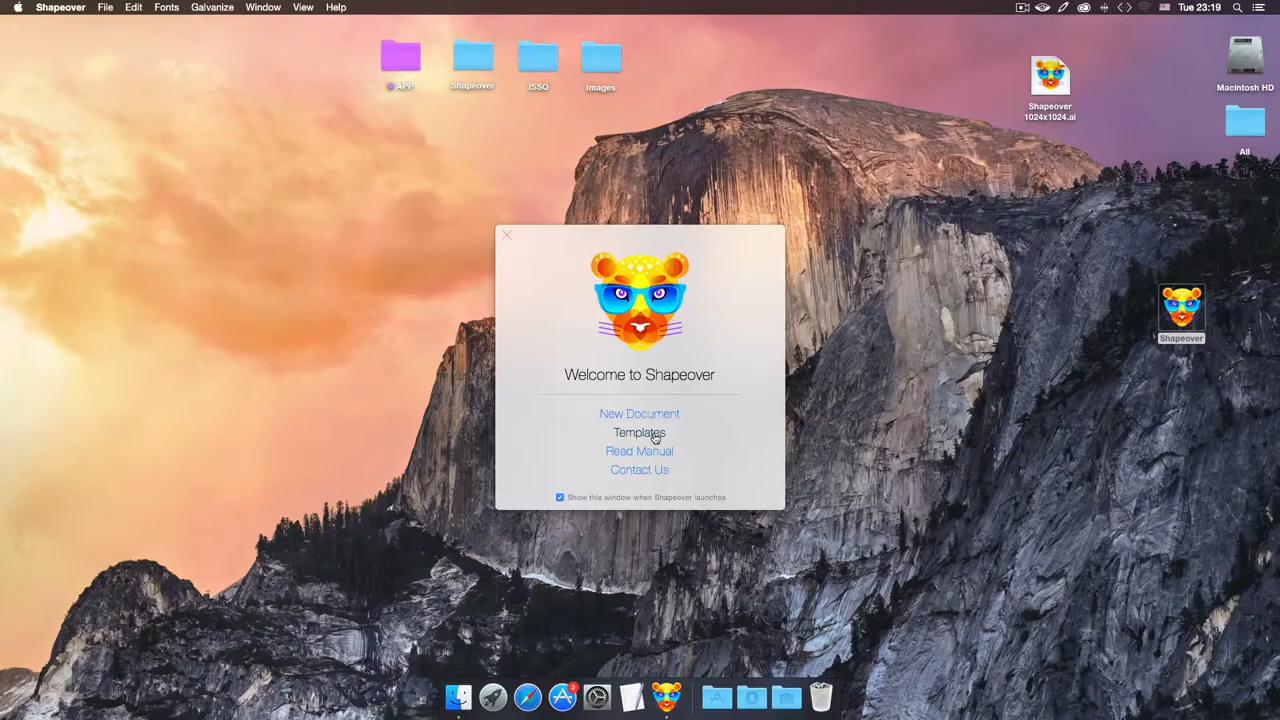 Shapeover File Edit Fonts Galvanize Window View Help Tue 23:19
APP Shapeover ISSO Images
Shapeover
1024x1024.ai
Macintosh HD
All
Welcome to Shapeover
New Document
Templates
Read Manual
Contact Us
Show this window when Shapeover launches
Shapeover
3